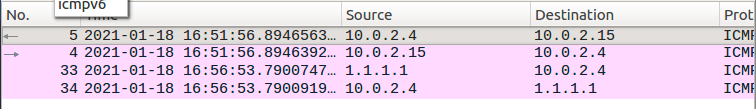 icmpv6
No. Time Source Destination Prot
5 2021-01-18 16:51:56.8946563… 10.0.2.4 10.0.2.15 ICMP
4 2021-01-18 16:51:56.8946392… 10.0.2.15 10.0.2.4 ICMP
33 2021-01-18 16:56:53.7900747… 1.1.1.1 10.0.2.4 ICMP
34 2021-01-18 16:56:53.7900919… 10.0.2.4 1.1.1.1 ICMP